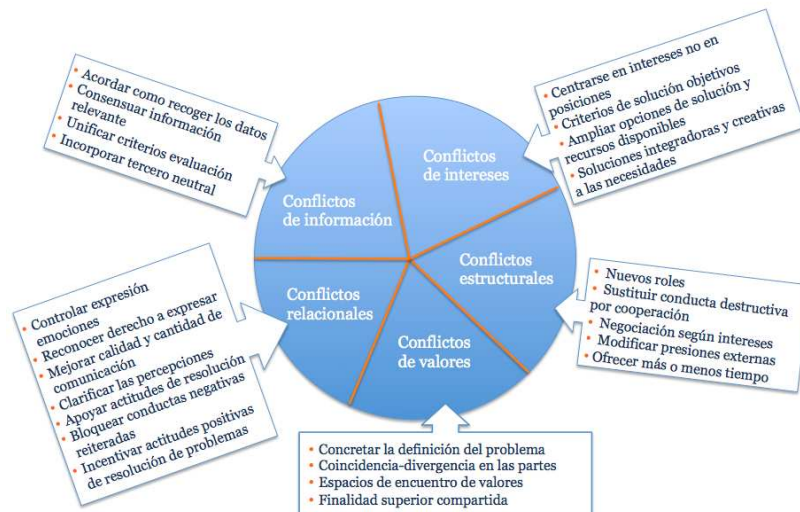 • Acordar como recoger los datos
• Consensuar información
relevante
• Unificar criterios evaluación
• Incorporar tercero neutral
• Centrarse en intereses no en
posiciones
• Criterios de solución objetivos
• Ampliar opciones de solución y
recursos disponibles
• Soluciones integradoras y creativas
a las necesidades
Conflictos
de intereses
Conflictos
de información
Conflictos
estructurales
Conflictos
relacionales
Conflictos
de valores
• Nuevos roles
• Sustituir conducta destructiva
por cooperación
• Negociación según intereses
• Modificar presiones externas
• Ofrecer más o menos tiempo
• Controlar expresión
emociones
• Reconocer derecho a expresar
• Mejorar calidad y cantidad de
comunicación
• Clarificar las percepciones
• Apoyar actitudes de resolución
• Bloquear conductas negativas
reiteradas
• Incentivar actitudes positivas
de resolución de problemas
• Concretar la definición del problema
• Coincidencia-divergencia en las partes
• Espacios de encuentro de valores
• Finalidad superior compartida